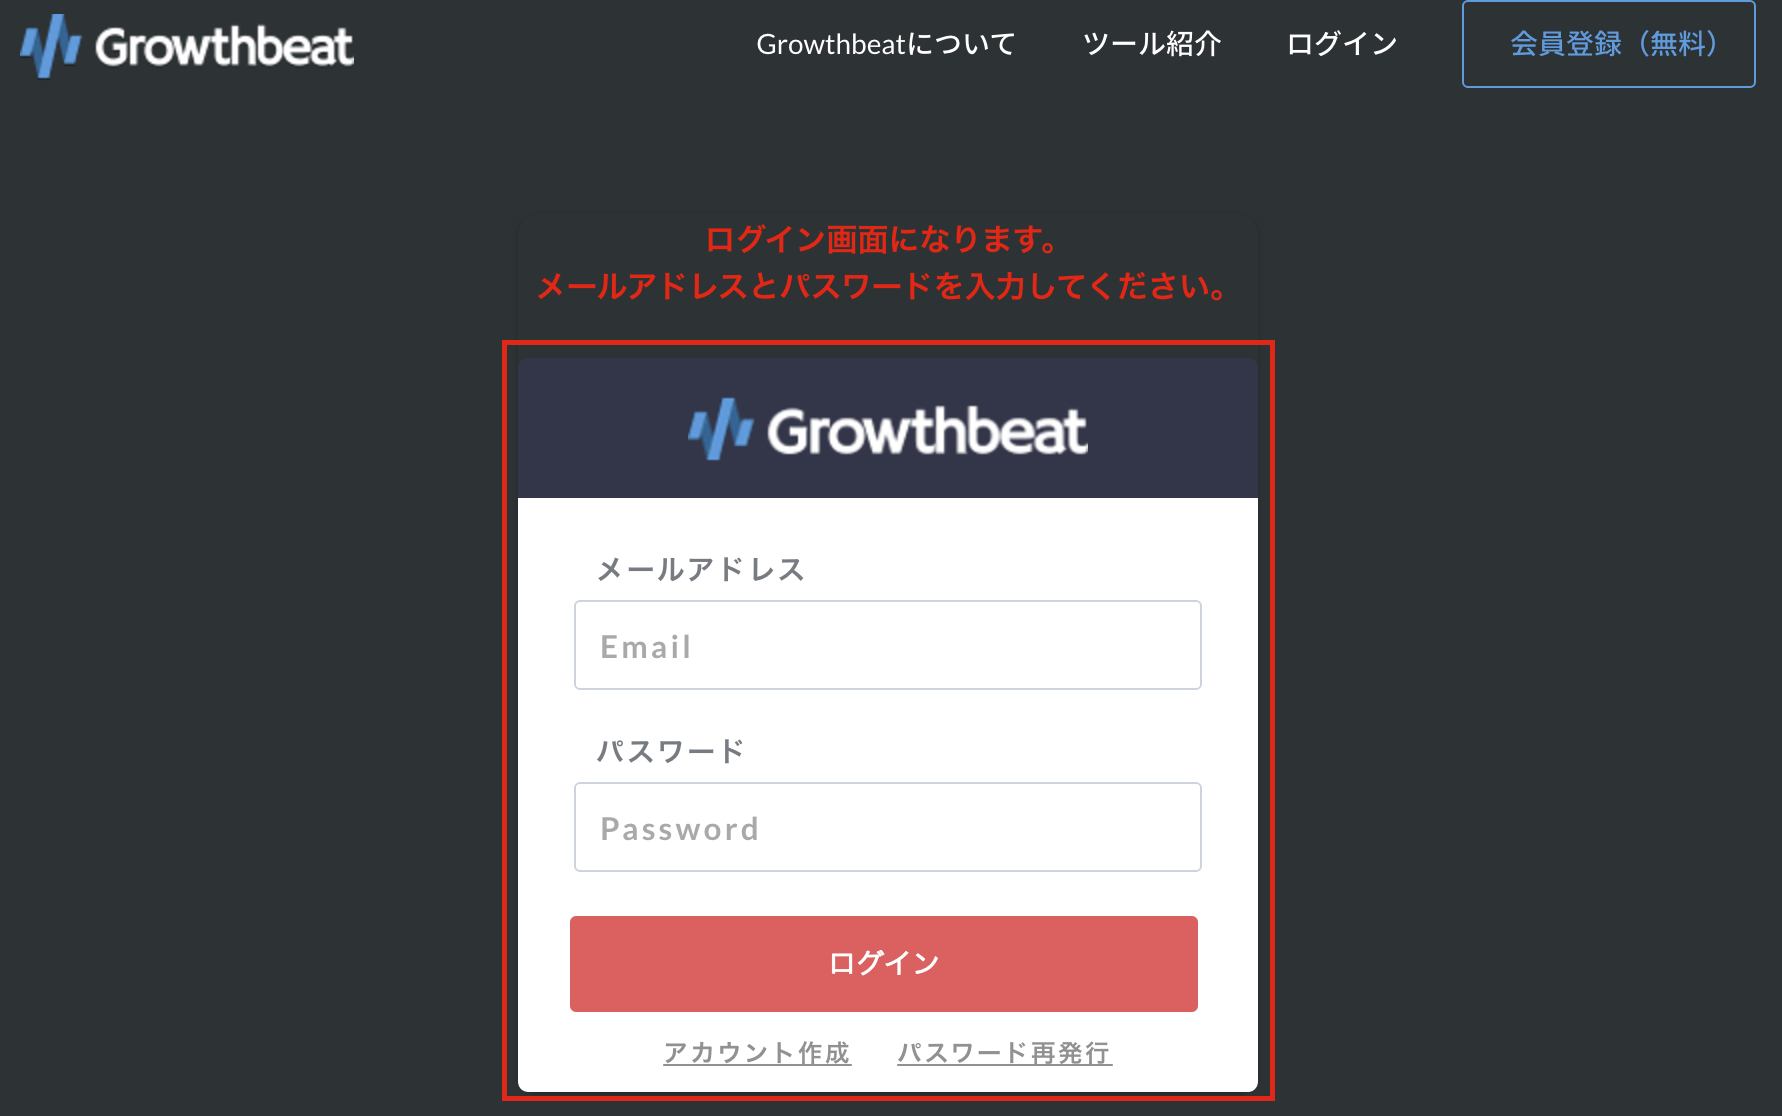 Growthbeat
Growthbeatについて ツール紹介 ログイン 会員登録（無料）
ログイン画面になります。
メールアドレスとパスワードを入力してください。
Growthbeat
メールアドレス
Email
パスワード
Password
ログイン
アカウント作成 パスワード再発行